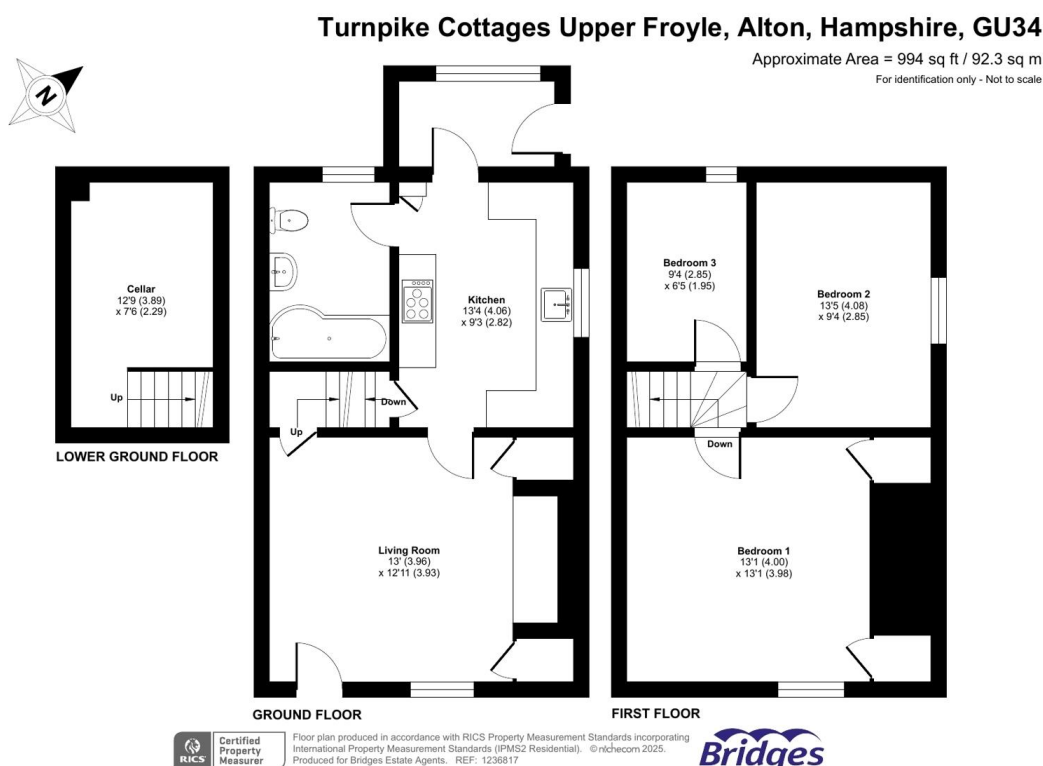 Turnpike Cottages Upper Froyle, Alton, Hampshire, GU34
Approximate Area = 994 sq ft / 92.3 sq m
For identification only - Not to scale
N
Cellar
12'9 (3.89)
x 7'6 (2.29)
Up
LOWER GROUND FLOOR
Kitchen
13'4 (4.06)
x 9'3 (2.82)
Down
Up
Living Room
13' (3.96)
x 12'11 (3.93)
GROUND FLOOR
Bedroom 3
9'4 (2.85)
x 6'5 (1.95)
Bedroom 2
13'5 (4.08)
x 9'4 (2.85)
Down
Bedroom 1
13'1 (4.00)
x 13'1 (3.98)
FIRST FLOOR
RICS
Certified
Property
Measurer
Floor plan produced in accordance with RICS Property Measurement Standards incorporating
International Property Measurement Standards (IPMS2 Residential). © ntchecom 2025.
Produced for Bridges Estate Agents. REF: 1236817
Bridges